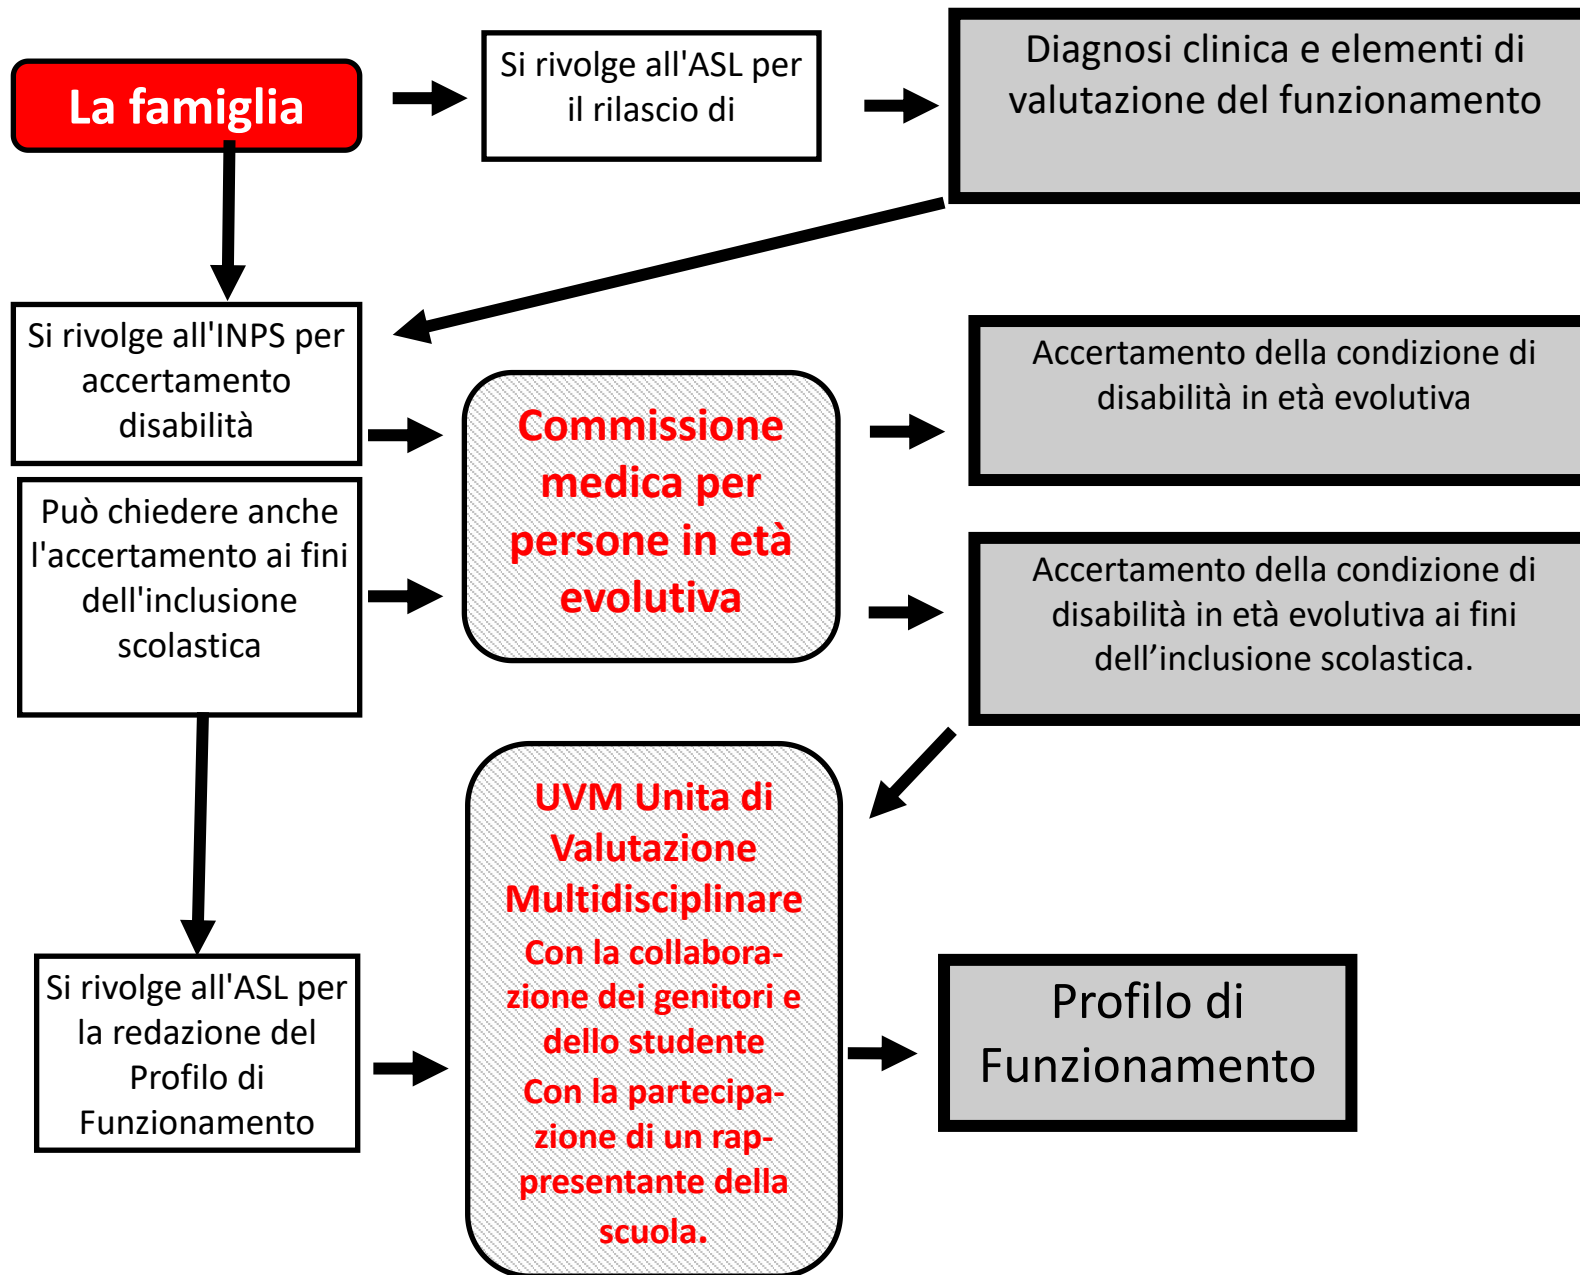 La famiglia
Si rivolge all'ASL per
il rilascio di
Diagnosi clinica e elementi di
valutazione del funzionamento
Si rivolge all'INPS per
accertamento
disabilità
Commissione
medica per
persone in età
evolutiva
Accertamento della condizione di
disabilità in età evolutiva
Può chiedere anche
l'accertamento ai fini
dell'inclusione
scolastica
Accertamento della condizione di
disabilità in età evolutiva ai fini
dell’inclusione scolastica.
Si rivolge all'ASL per
la redazione del
Profilo di
Funzionamento
UVM Unita di
Valutazione
Multidisciplinare
Con la collabora-
zione dei genitori e
dello studente
Con la partecipa-
zione di un rap-
presentante della
scuola.
Profilo di
Funzionamento